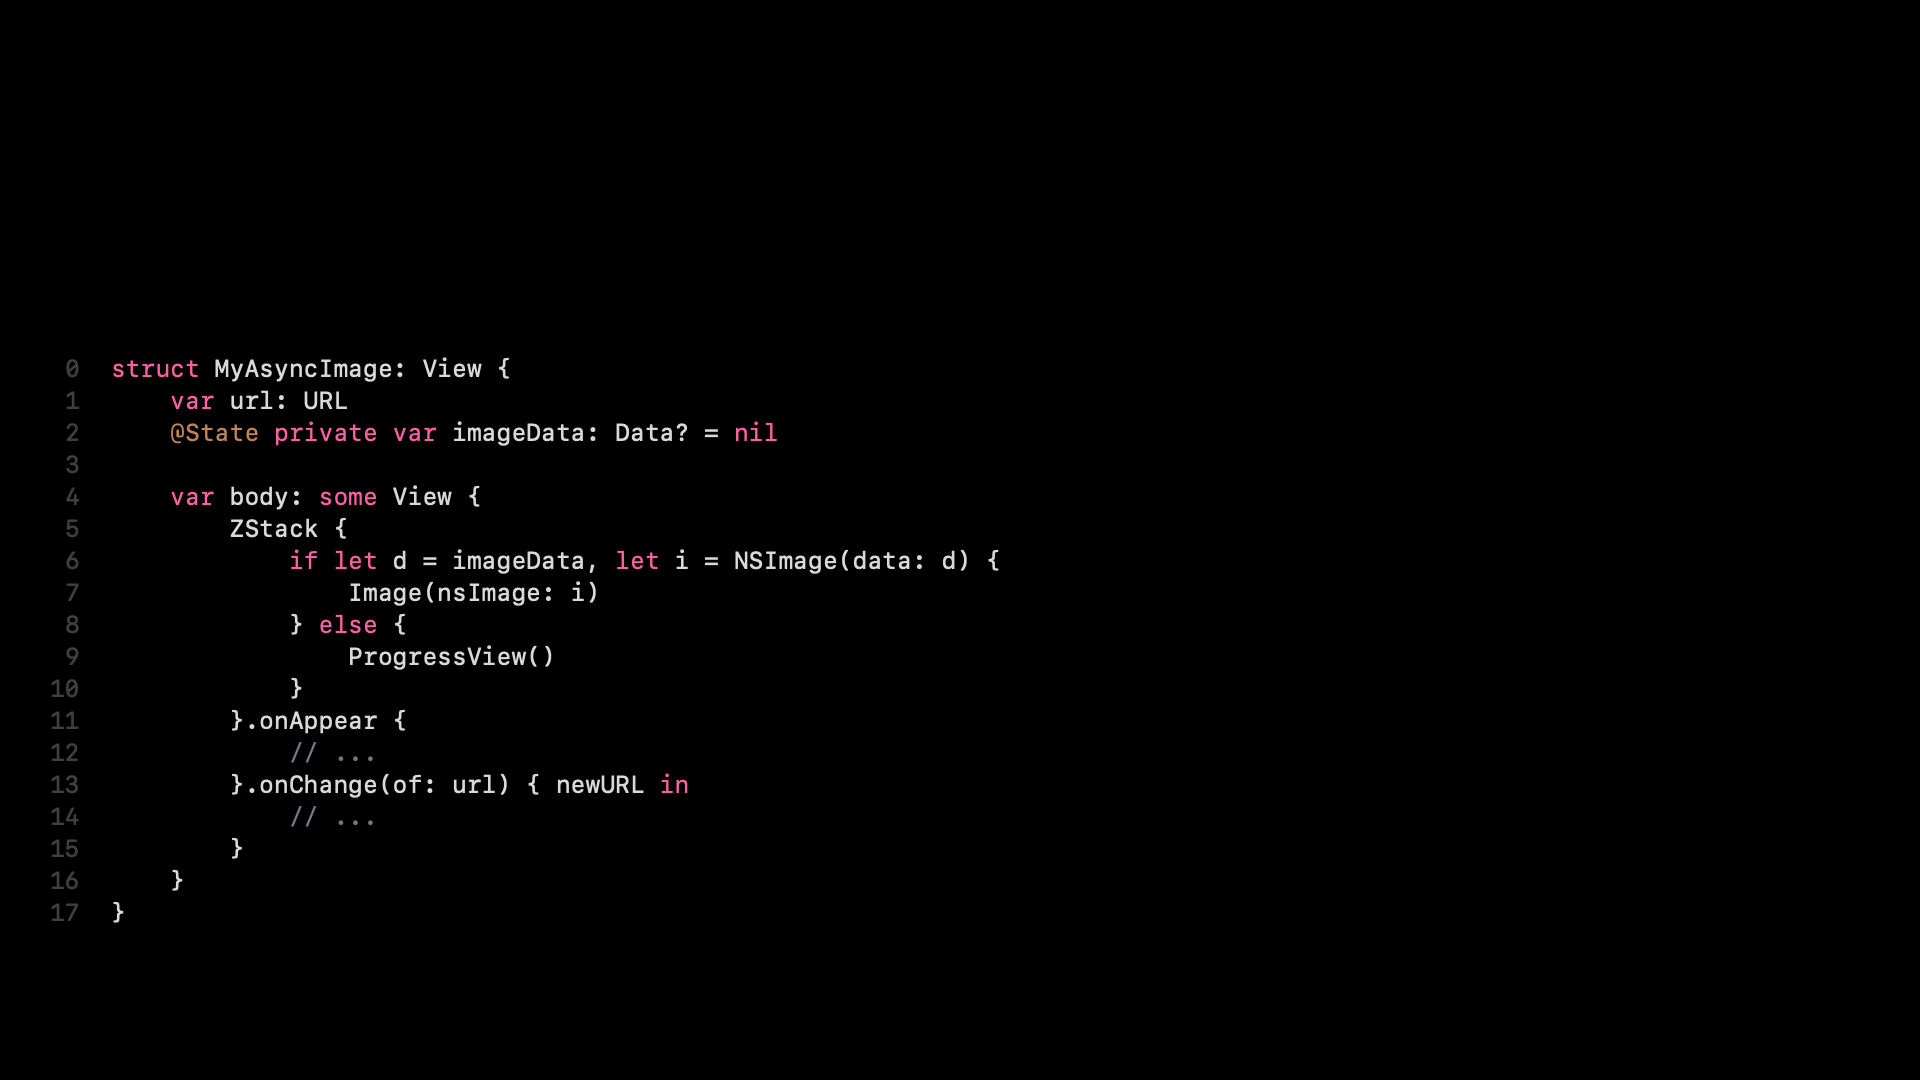 0 struct MyAsyncImage: View {
1     var url: URL
2     @State private var imageData: Data? = nil
3
4     var body: some View {
5         ZStack {
6             if let d = imageData, let i = NSImage(data: d) {
7                 Image(nsImage: i)
8             } else {
9                 ProgressView()
10             }
11         }.onAppear {
12             // ...
13         }.onChange(of: url) { newURL in
14             // ...
15         }
16     }
17 }